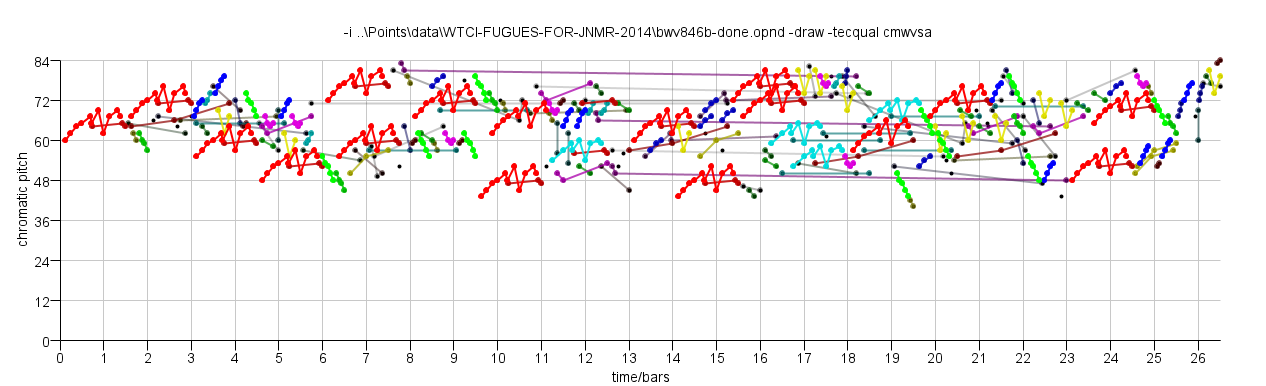 -i ..\Points\data\WTCI-FUGUES-FOR-JNMR-2014\bwv846b-done.opnd -draw -tecqual cmwvsa
chromatic pitch
84
72
60
48
36
24
12
0
0 1 2 3 4 5 6 7 8 9 10 11 12 13 14 15 16 17 18 19 20 21 22 23 24 25 26
time/bars